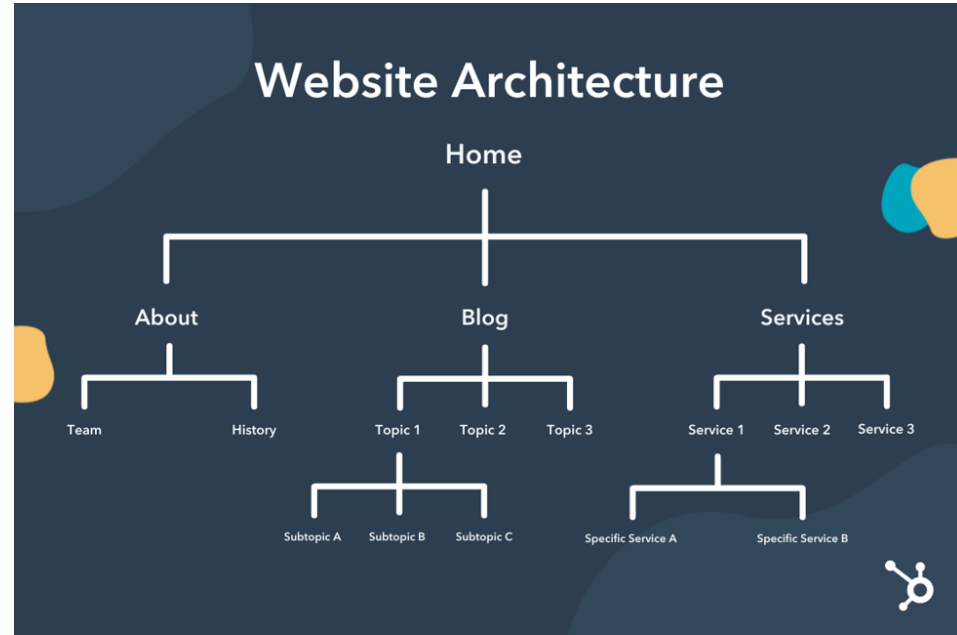 Website Architecture
Home
About Blog Services
Team History Topic 1 Topic 2 Topic 3 Service 1 Service 2 Service 3
Subtopic A Subtopic B Subtopic C Specific Service A Specific Service B